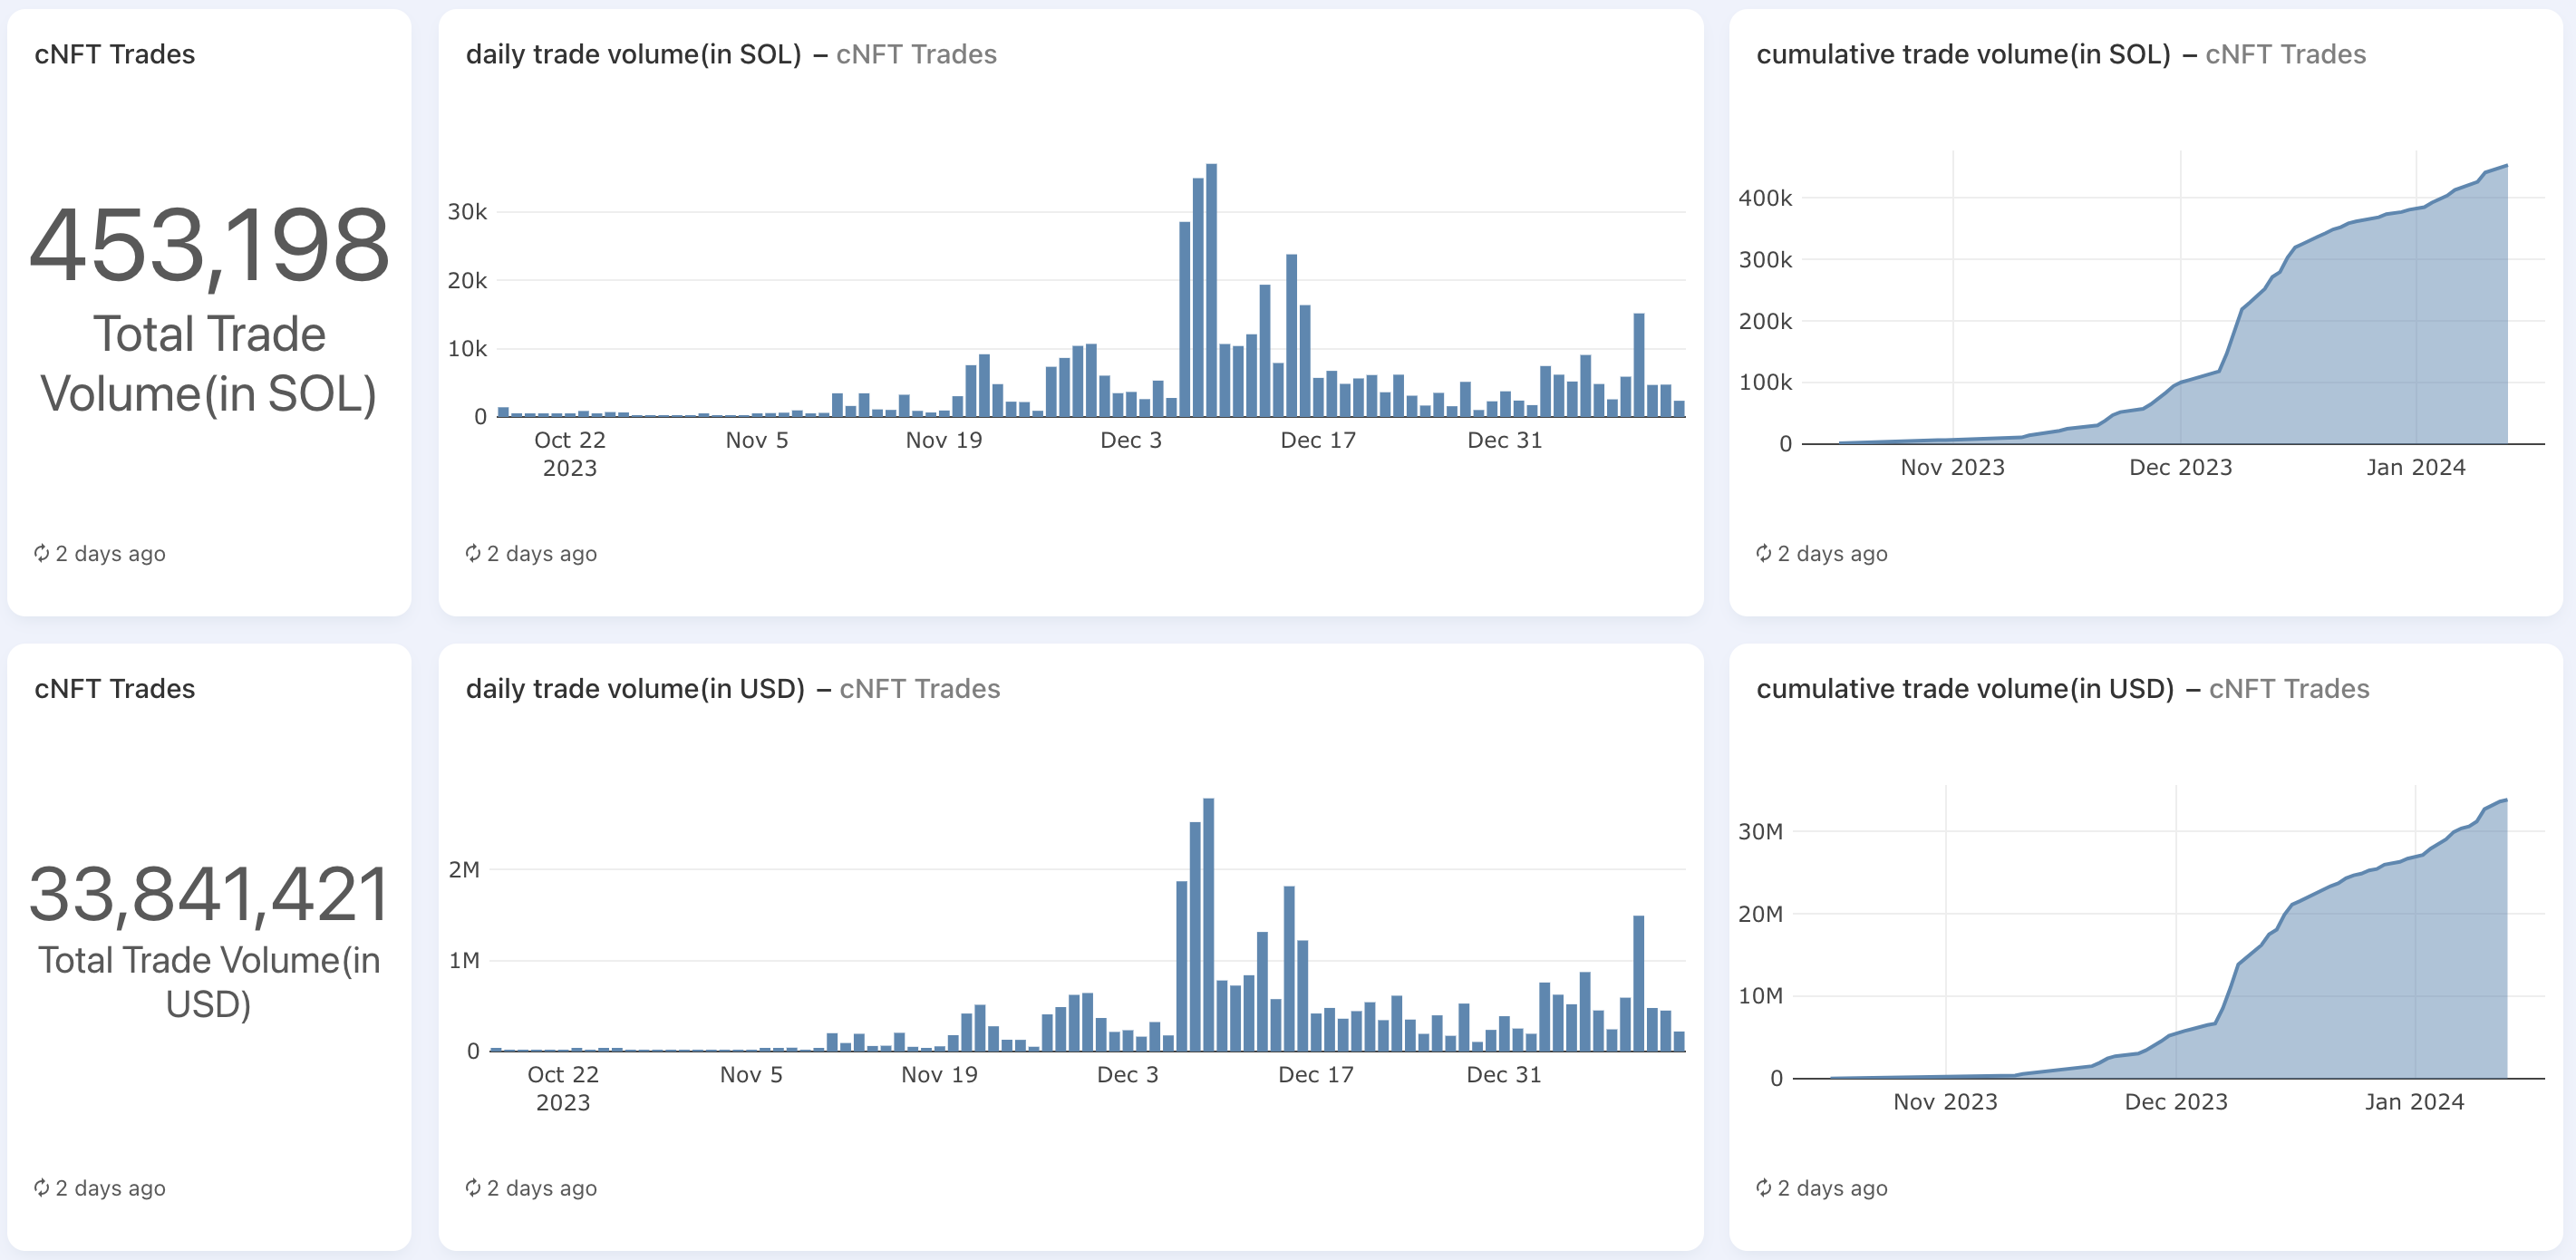 cNFT Trades
453,198
Total Trade
Volume(in SOL)
2 days ago
daily trade volume(in SOL) – cNFT Trades
30k
20k
10k
0
Oct 22
2023
Nov 5
Nov 19
Dec 3
Dec 17
Dec 31
2 days ago
cumulative trade volume(in SOL) – cNFT Trades
400k
300k
200k
100k
0
Nov 2023
Dec 2023
Jan 2024
2 days ago
cNFT Trades
33,841,421
Total Trade Volume(in
USD)
2 days ago
daily trade volume(in USD) – cNFT Trades
2M
1M
0
Oct 22
2023
Nov 5
Nov 19
Dec 3
Dec 17
Dec 31
2 days ago
cumulative trade volume(in USD) – cNFT Trades
30M
20M
10M
0
Nov 2023
Dec 2023
Jan 2024
2 days ago